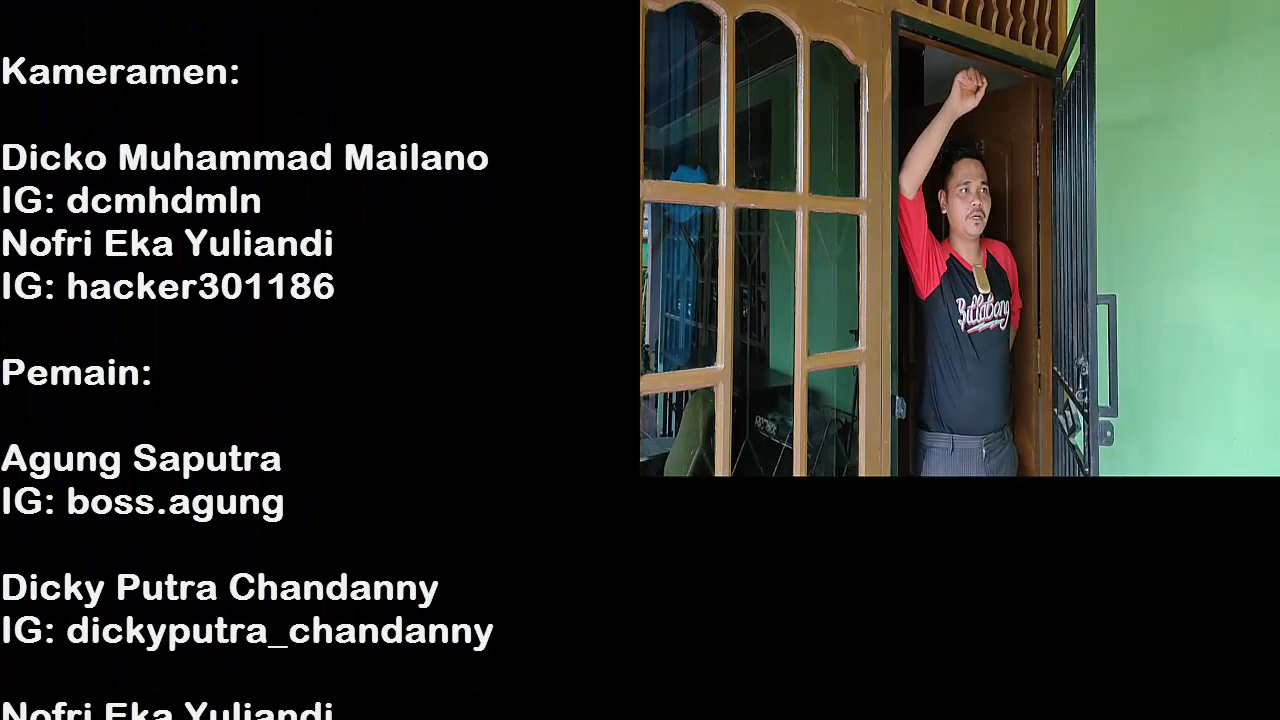 Kameramen:
Dicko Muhammad Mailano
IG: dcmhdmln
Nofri Eka Yuliandi
IG: hacker301186
Pemain:
Agung Saputra
IG: boss.agung
Dicky Putra Chandanny
IG: dickyputra_chandanny
Nofri Eka Yuliandi
Billabong